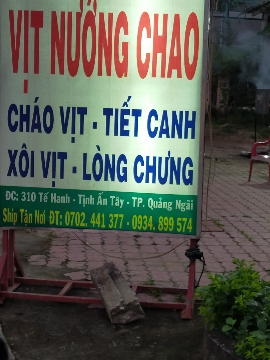 VỊT NƯỚNG CHAO
CHÁO VỊT - TIẾT CANH
XÔI VỊT - LÒNG CHƯNG
ĐC: 310 Tế Hanh - Tịnh Ấn Tây - TP. Quảng Ngãi
Ship Tận Nơi ĐT: 0702. 441 377 - 0934. 899 574